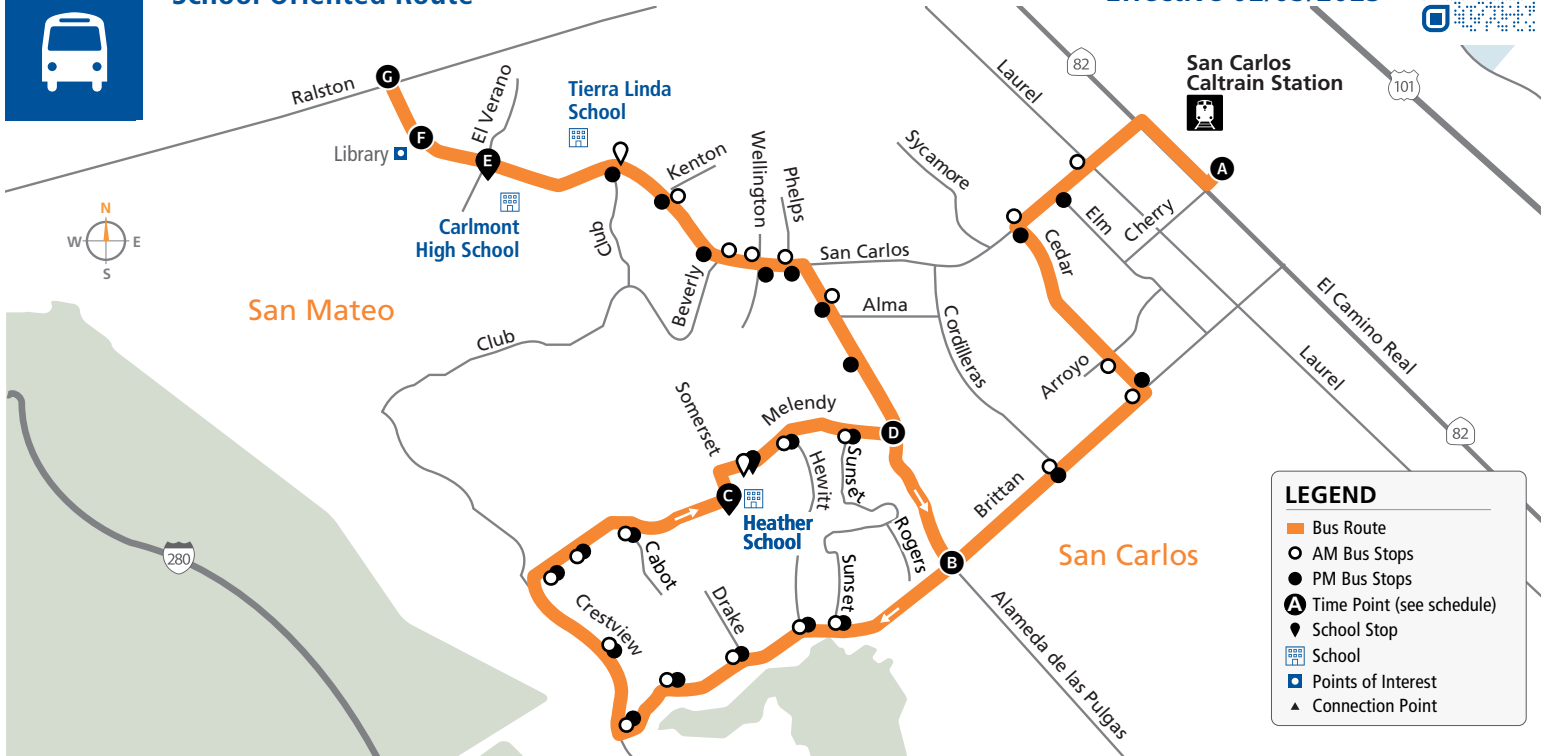 School-Oriented Route
Ralston
G
F
Library
E
El Verano
Tierra Linda
School
Carlmont
High School
Kenton
Wellington
Phelps
Club
Beverly
San Carlos
Alma
Cordilleras
Sycamore
Laurel
82
San Carlos
Caltrain Station
101
A
Elm
Cherry
Cedar
El Camino Real
Laurel
82
Arroyo
Brittan
N
W
E
S
San Mateo
Club
280
Somerset
Melendy
D
C
Heather
School
Hewitt
Sunset
Rogers
B
Sunset
Cabot
Drake
Crestview
Alameda de las Pulgas
San Carlos
LEGEND
Bus Route
AM Bus Stops
PM Bus Stops
A Time Point (see schedule)
School Stop
School
Points of Interest
Connection Point